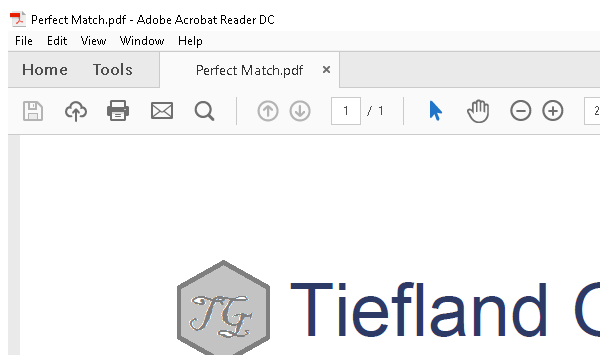 Perfect Match.pdf - Adobe Acrobat Reader DC
File Edit View Window Help
Home Tools Perfect Match.pdf ×
1 / 1 2
TG Tiefland